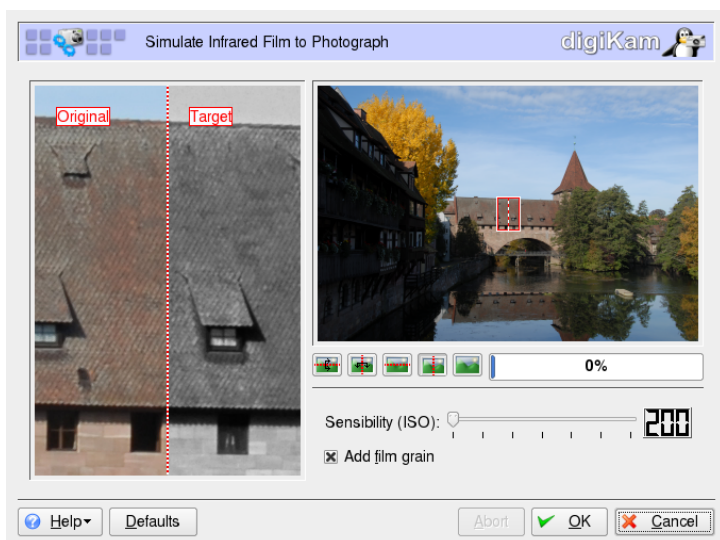 Simulate Infrared Film to Photograph
digiKam
Original
Target
0%
Sensibility (ISO):
200
Add film grain
Help
Defaults
Abort
OK
Cancel